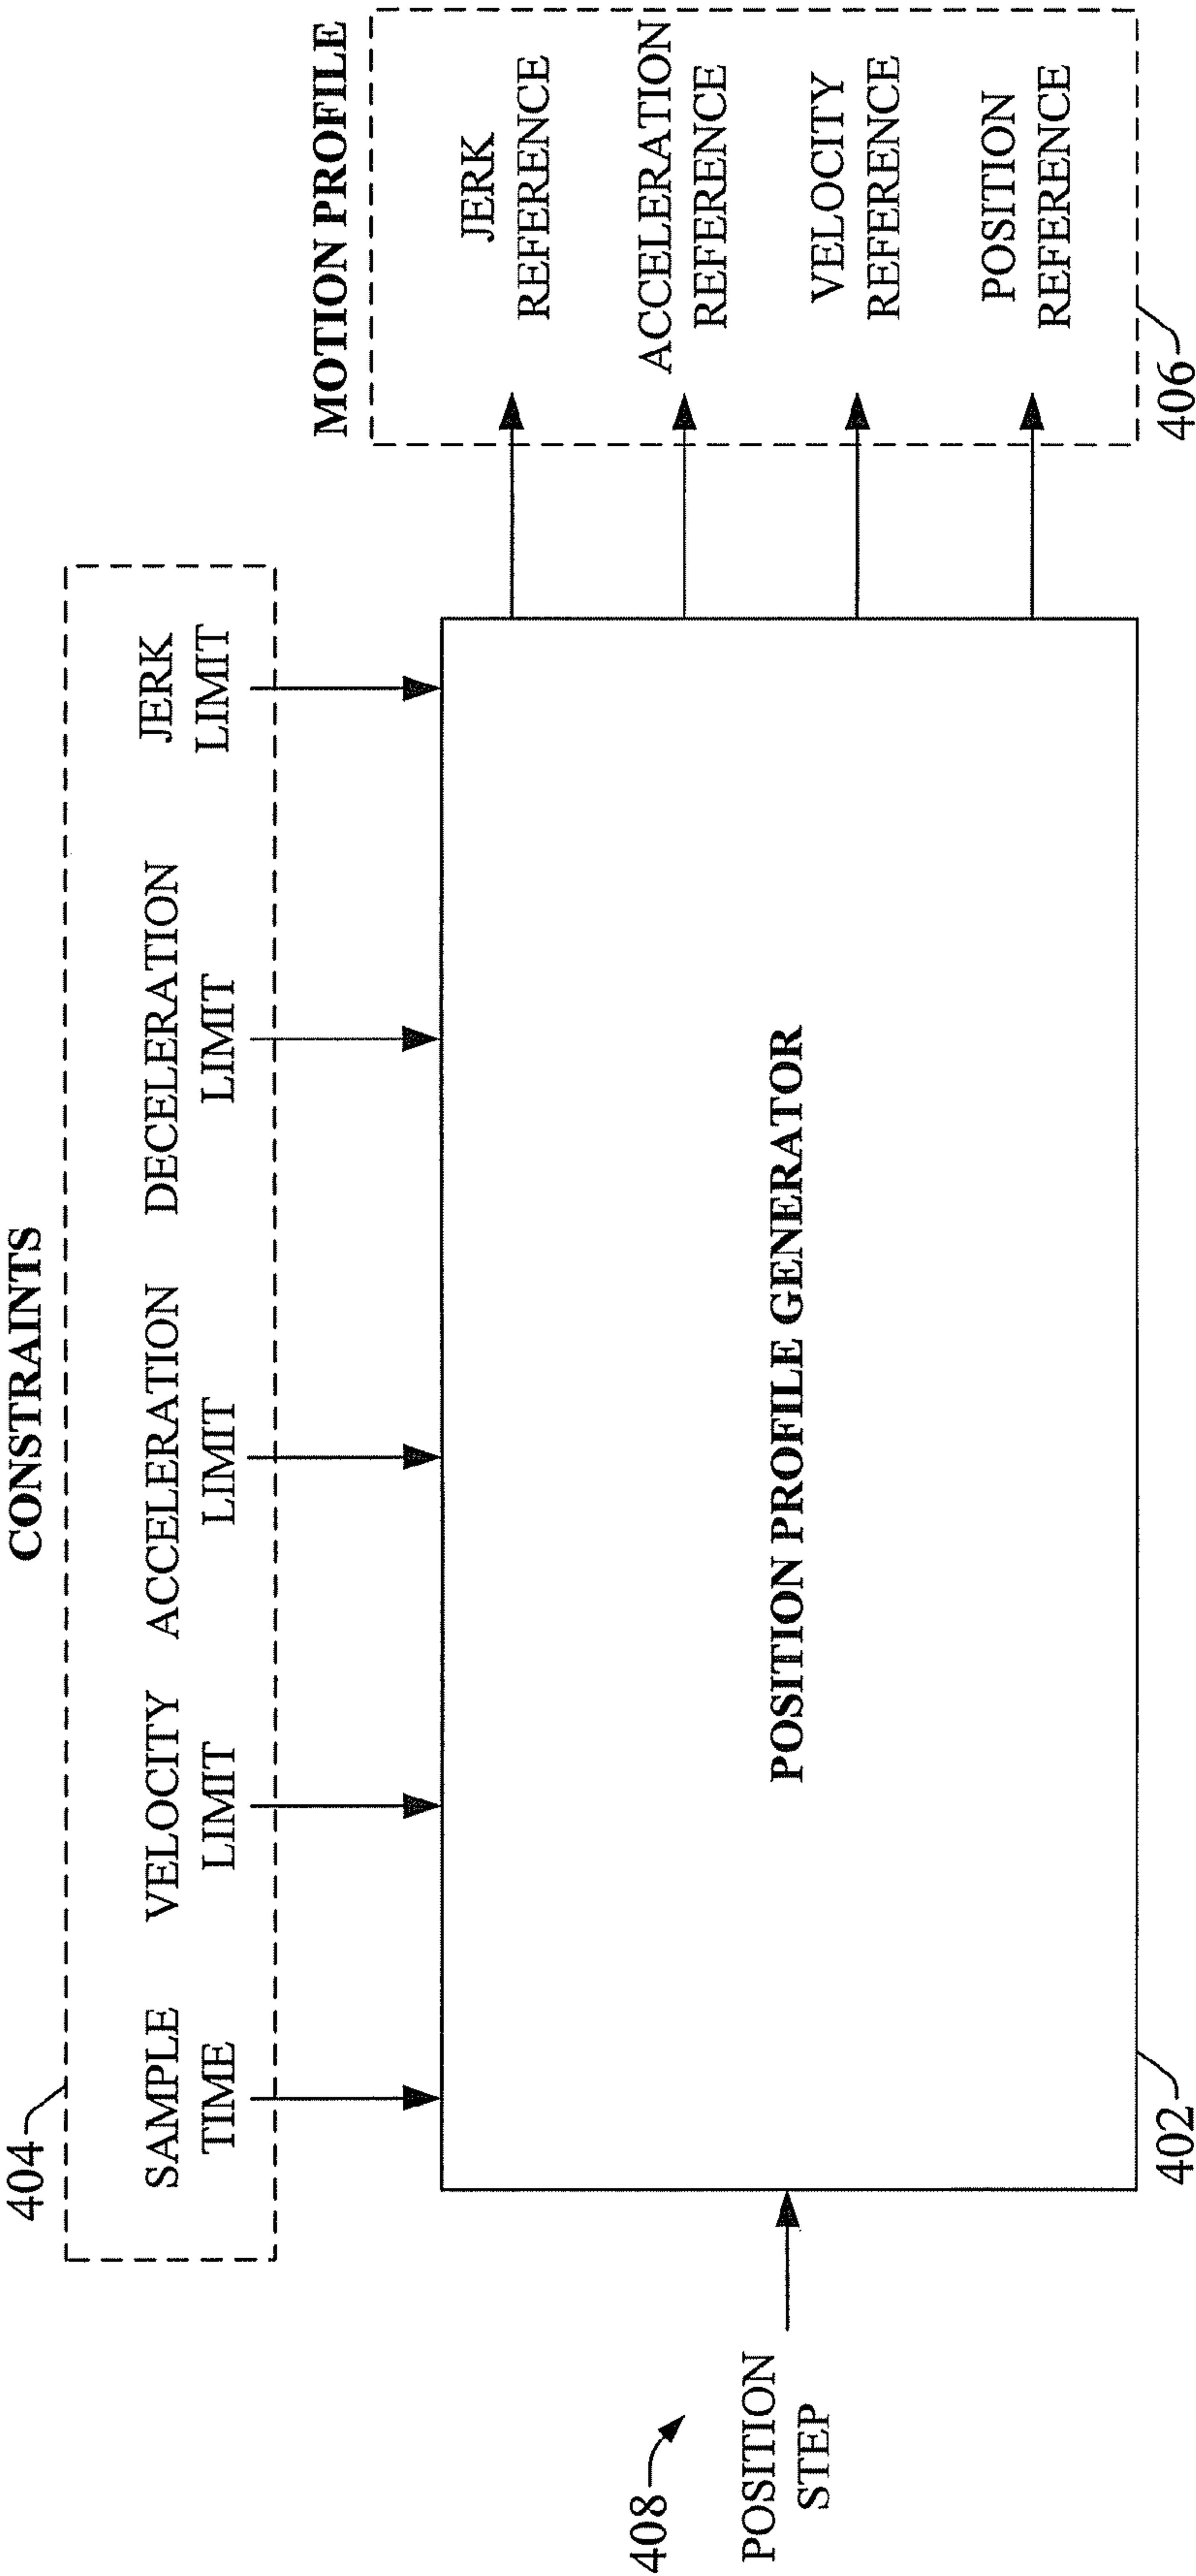 CONSTRAINTS
404
SAMPLE
TIME
VELOCITY
LIMIT
ACCELERATION
LIMIT
DECELERATION
LIMIT
JERK
LIMIT
MOTION PROFILE
JERK
REFERENCE
ACCELERATION
REFERENCE
VELOCITY
REFERENCE
POSITION
REFERENCE
406
408
POSITION
STEP
POSITION PROFILE GENERATOR
402